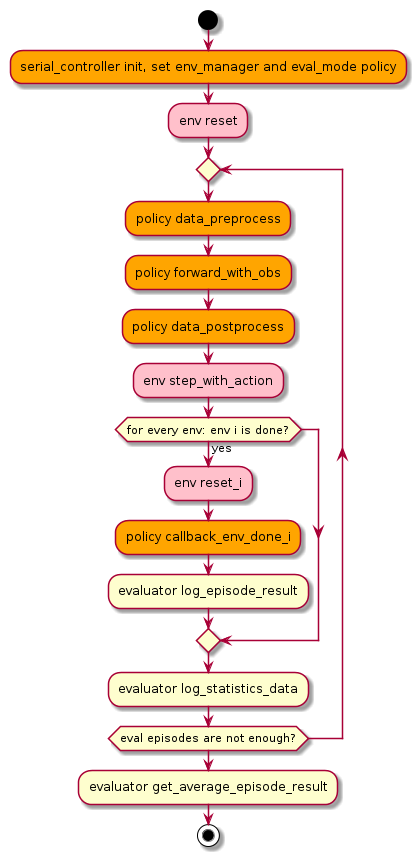 serial_controller init, set env_manager and eval_mode policy
env reset
policy data_preprocess
policy forward_with_obs
policy data_postprocess
env step_with_action
for every env: env i is done?
yes
env reset_i
policy callback_env_done_i
evaluator log_episode_result
evaluator log_statistics_data
eval episodes are not enough?
evaluator get_average_episode_result